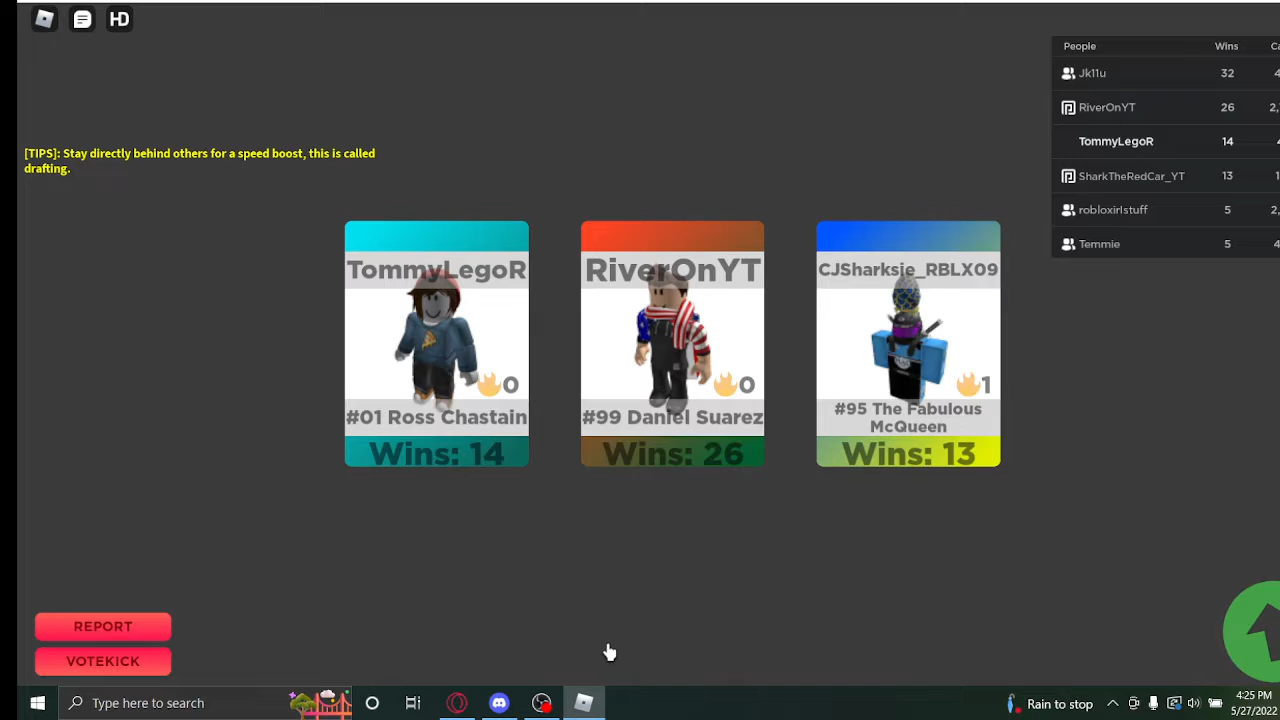 HD
People Wins
Jk11u 32
RiverOnYT 26
TommyLegoR 14
SharkTheRedCar_YT 13
robloxirlstuff 5
Temmie 5
[TIPS]: Stay directly behind others for a speed boost, this is called
drafting.
TommyLegoR
0
#01 Ross Chastain
Wins: 14
RiverOnYT
0
#99 Daniel Suarez
Wins: 26
CJSharksie_RBLX09
1
#95 The Fabulous
McQueen
Wins: 13
REPORT
VOTEKICK
Type here to search
Rain to stop
4:25 PM
5/27/2022